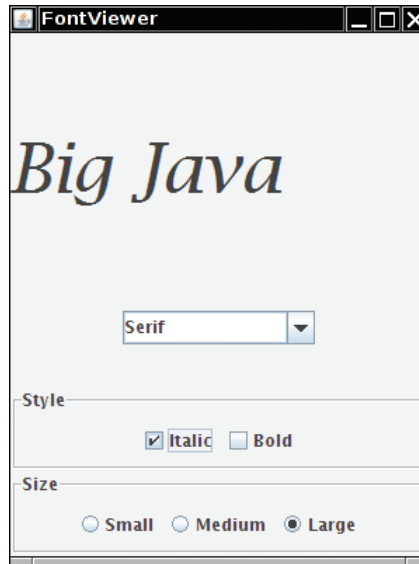 FontViewer
Big Java
Serif
Style
Italic Bold
Size
Small Medium Large